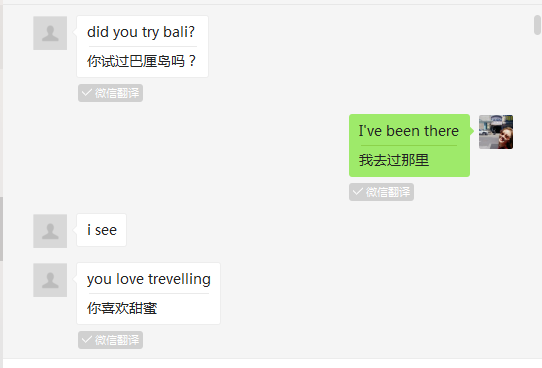 did you try bali?
你试过巴厘岛吗？
微信翻译
I've been there
我去过那里
微信翻译
i see
you love trevelling
你喜欢甜蜜
微信翻译